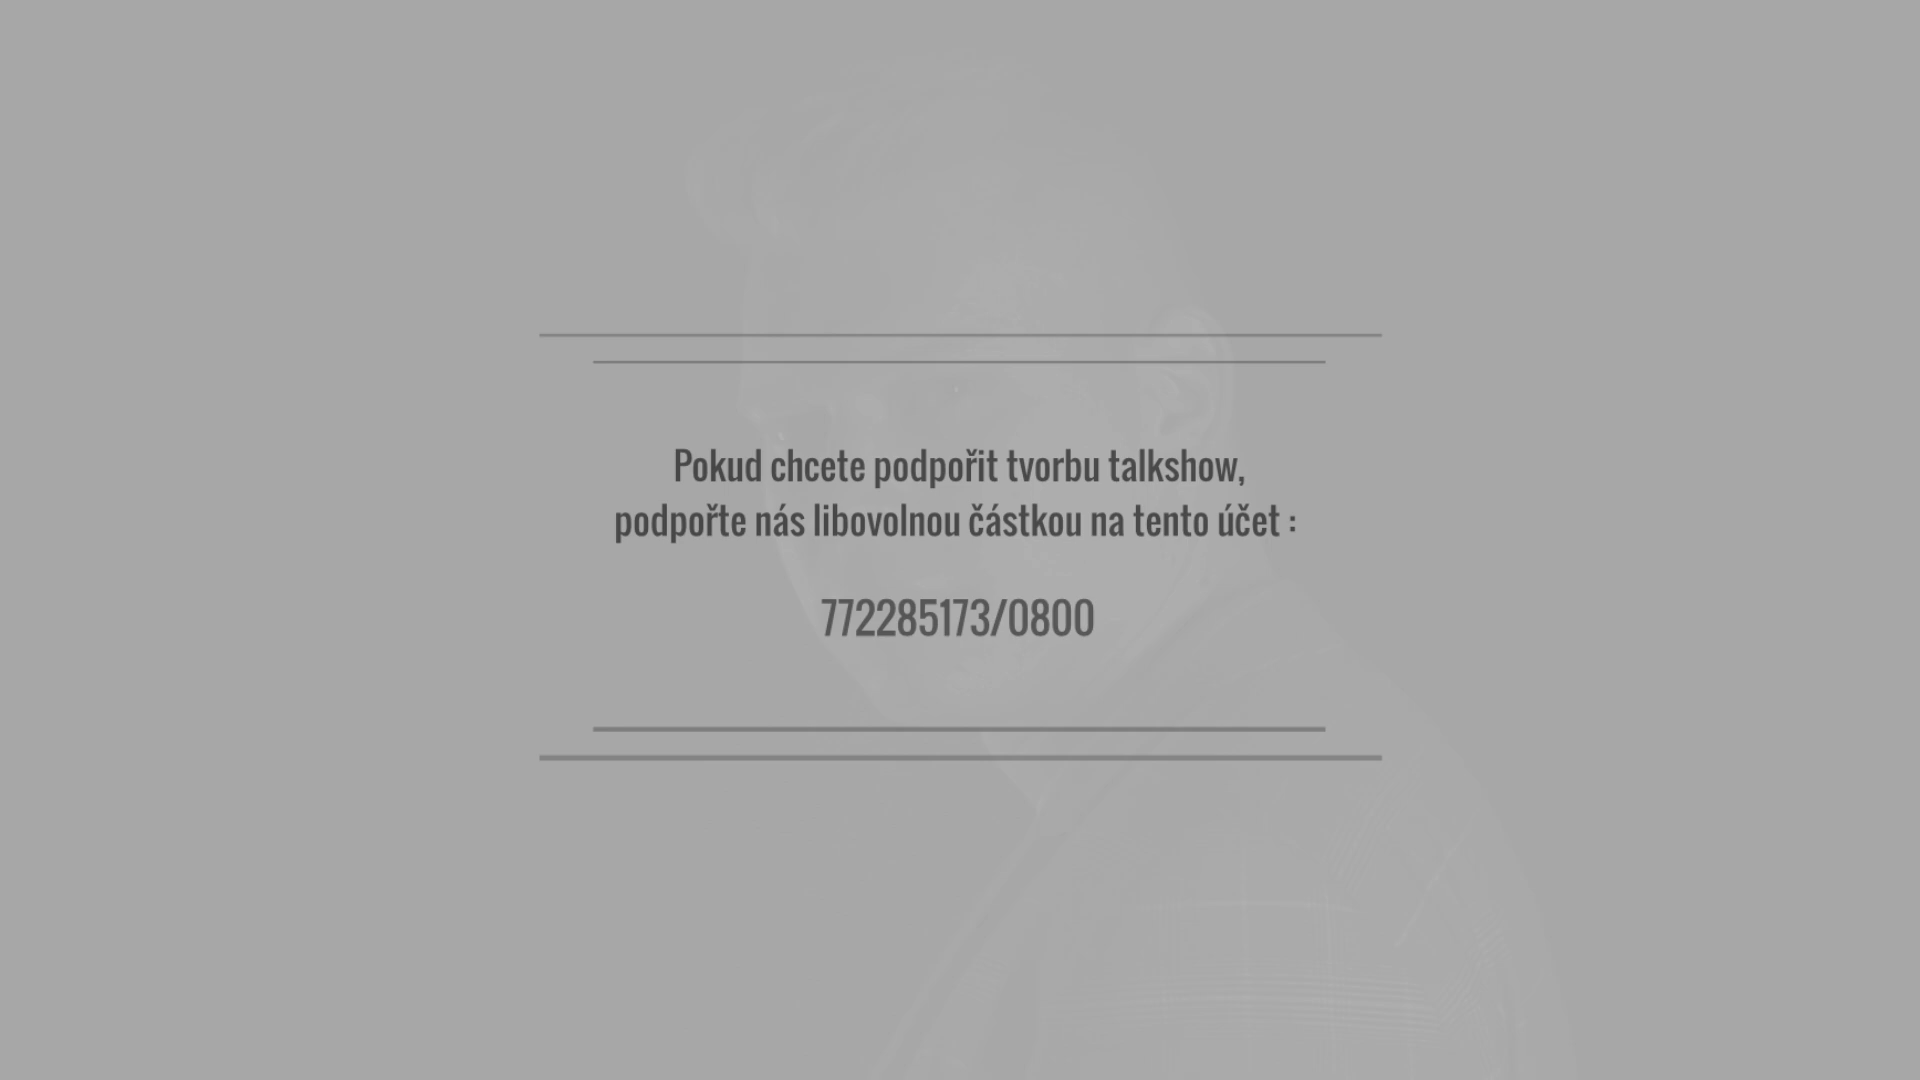 Pokud chcete podpořit tvorbu talkshow,
podpořte nás libovolnou částkou na tento účet :
772285173/0800